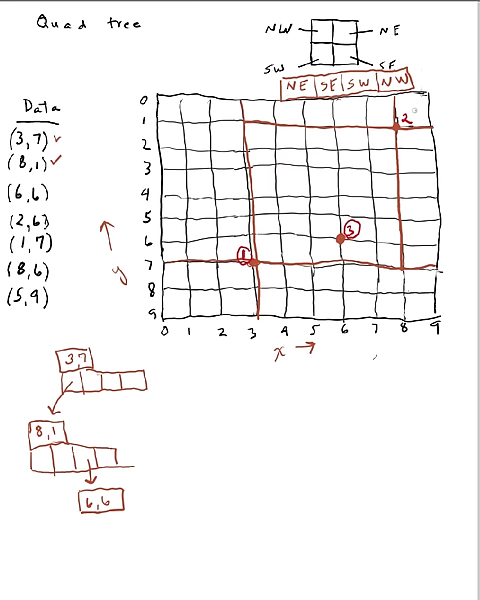 Quad tree
NW NE
SW SE
NE SE SW NW
Data
(3,7) ✓
(8,1) ✓
(6,6)
(2,6)
(1,7)
(8,6)
(5,9)
0
1
2
3
4
5
6
7
8
9
0 1 2 3 4 5 6 7 8 9
y
x →
1
2
3
3,7
8,1
6,6